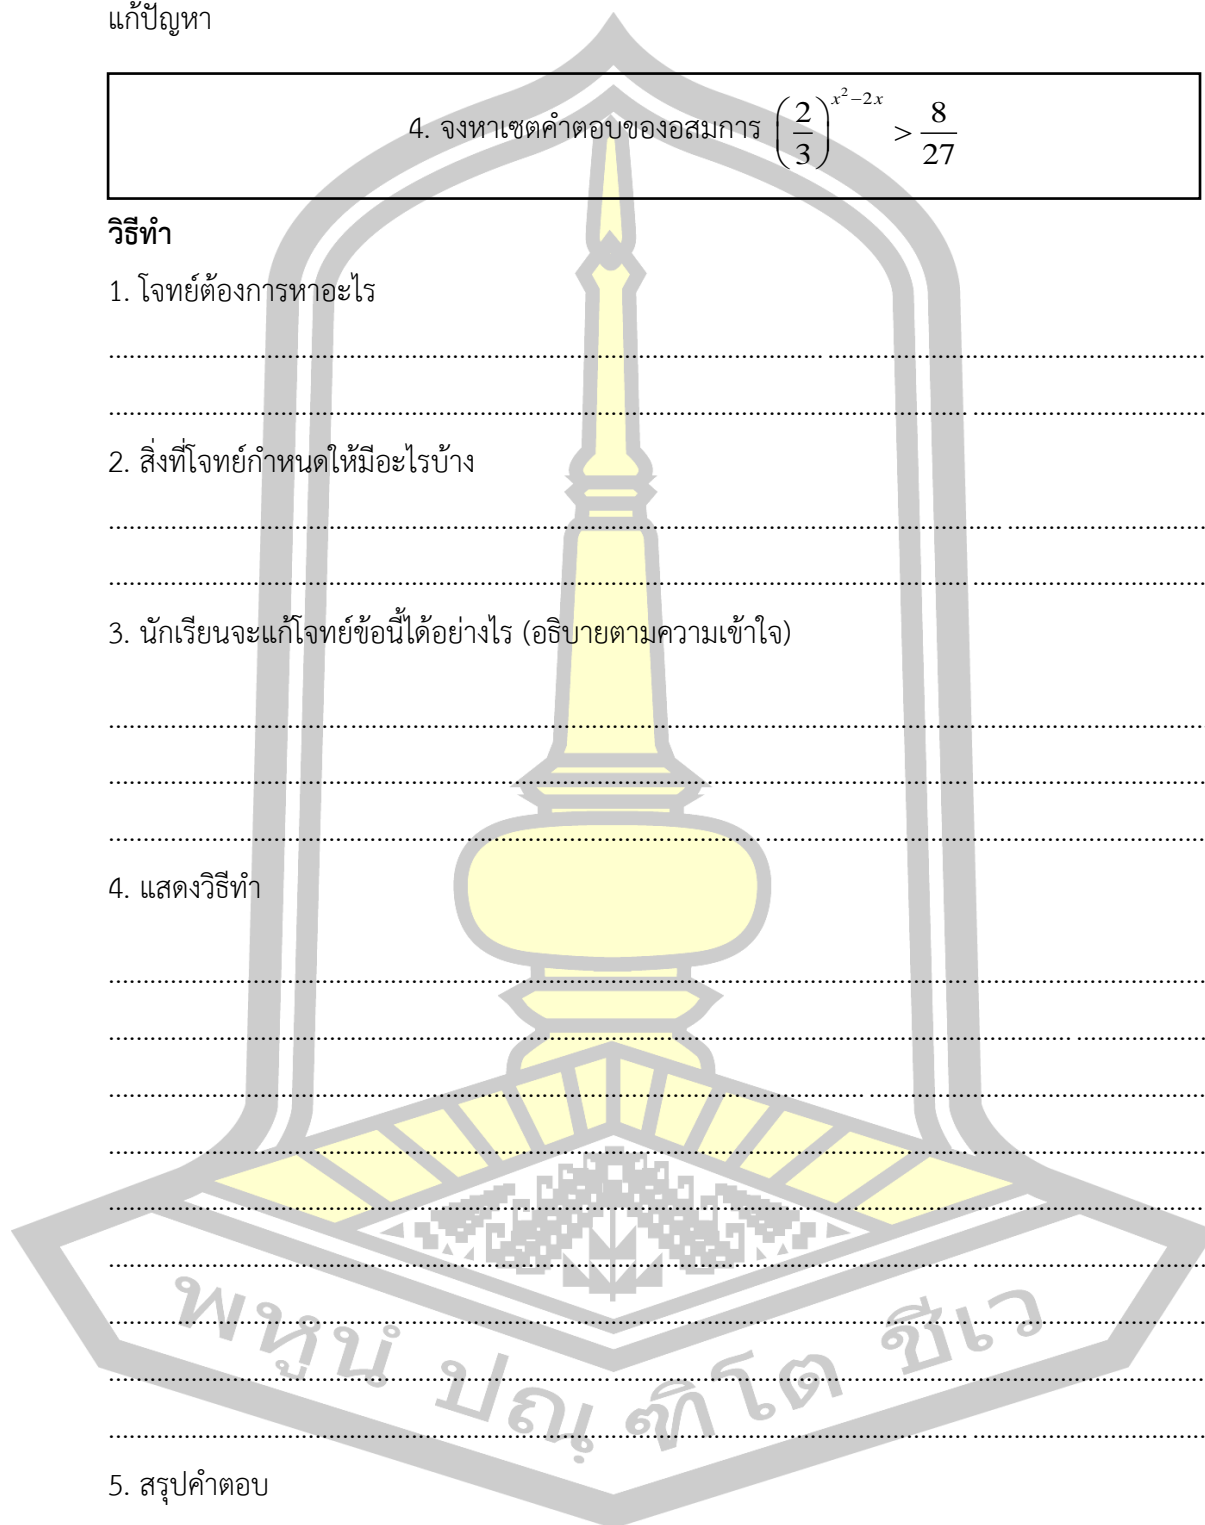 แก้ปัญหา
4. จงหาเซตคำตอบของอสมการ (2/3)^(x²−2x) > 8/27
วิธีทำ
1. โจทย์ต้องการหาอะไร
2. สิ่งที่โจทย์กำหนดให้มีอะไรบ้าง
3. นักเรียนจะแก้โจทย์ข้อนี้ได้อย่างไร (อธิบายตามความเข้าใจ)
4. แสดงวิธีทำ
พหูนํ ปณฺฑิโต ชีเว
5. สรุปคำตอบ